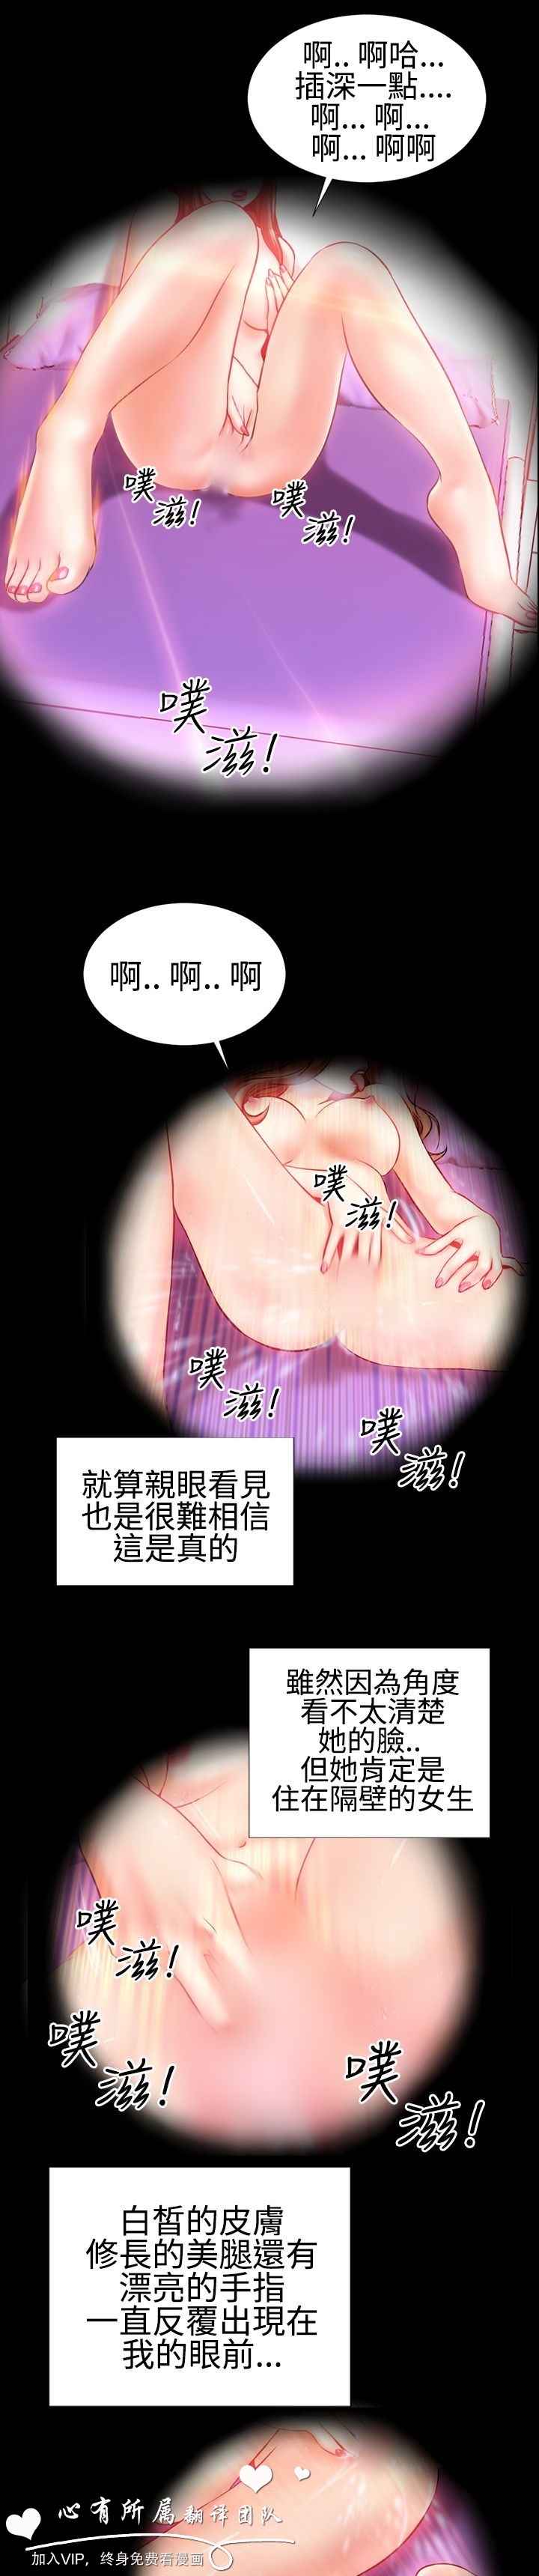 啊.. 啊哈...
插深一點....
啊... 啊...
啊... 啊啊
噗
滋!
噗
滋!
噗
滋!
啊.. 啊.. 啊
噗
滋!
噗
滋!
噗
滋!
就算親眼看見
也是很難相信
這是真的
雖然因為角度
看不太清楚
她的臉..
但她肯定是
住在隔壁的女生
噗
滋!
噗
滋!
噗
滋!
白皙的皮膚
修長的美腿還有
漂亮的手指
一直反覆出現在
我的眼前...
心有所属翻译团队
加入VIP，终身免费看漫画